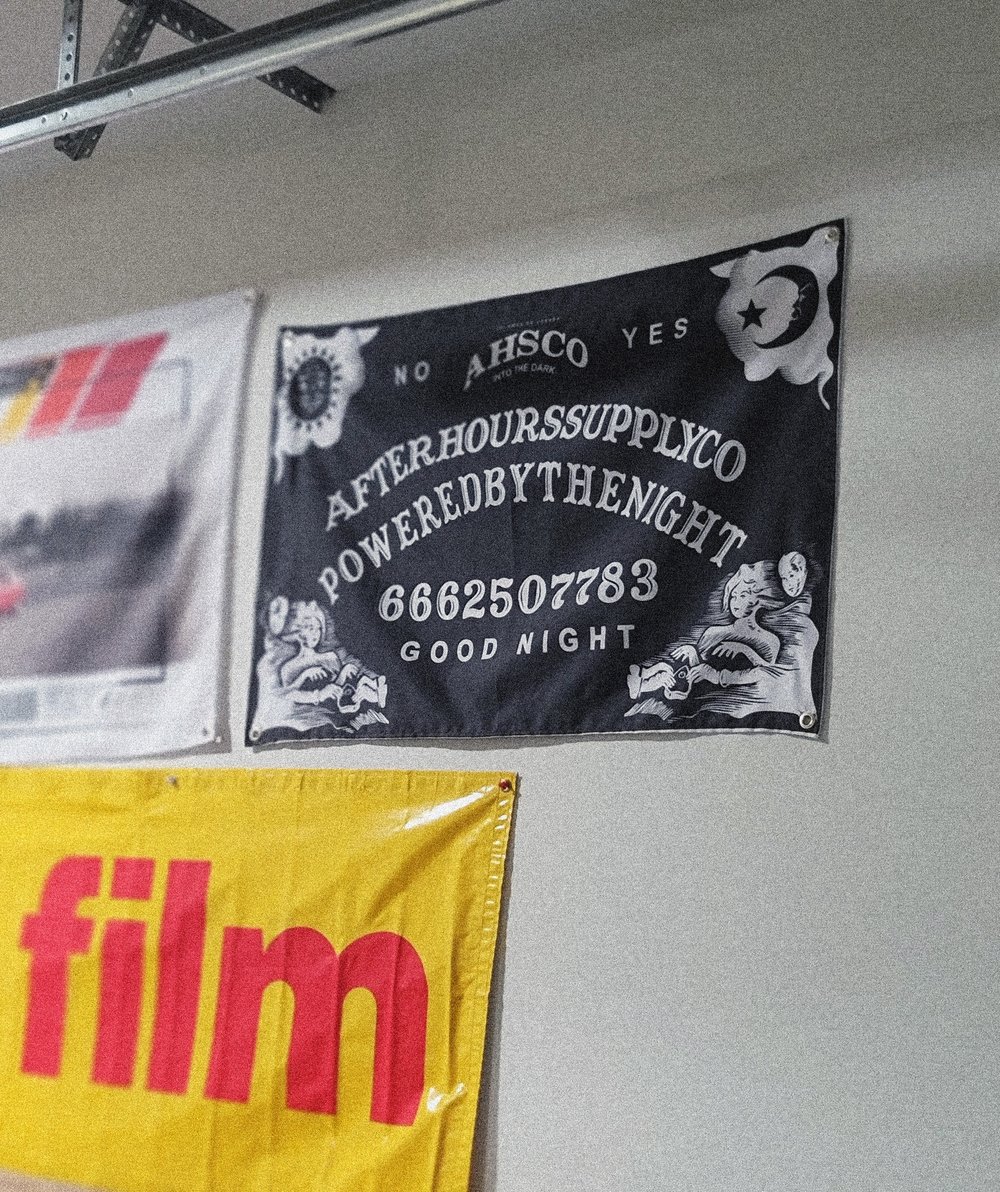 NO
AHSCO
INTO THE DARK
YES
AFTERHOURSSUPPLYCO
POWEREDBYTHENIGHT
6662507783
GOOD NIGHT
film